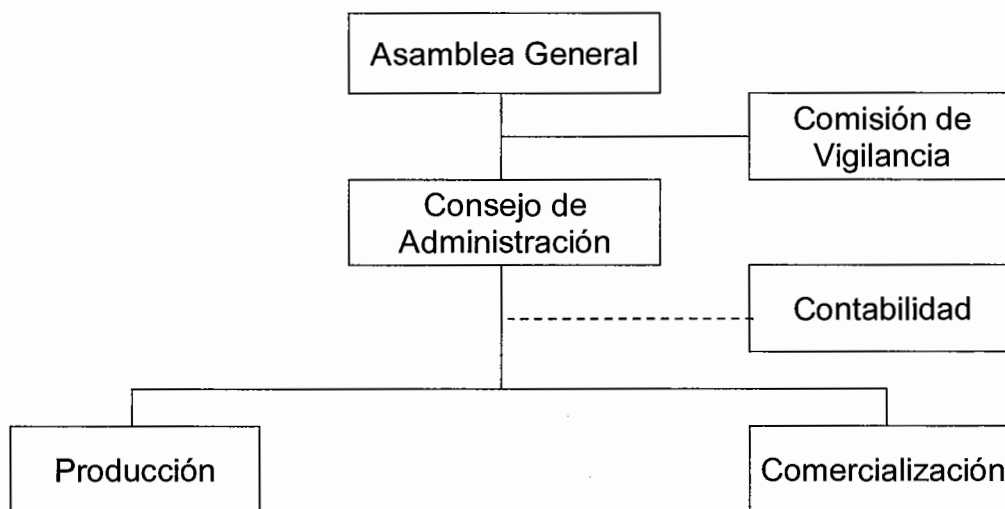 Asamblea General
Comisión de
Vigilancia
Consejo de
Administración
Contabilidad
Producción
Comercialización